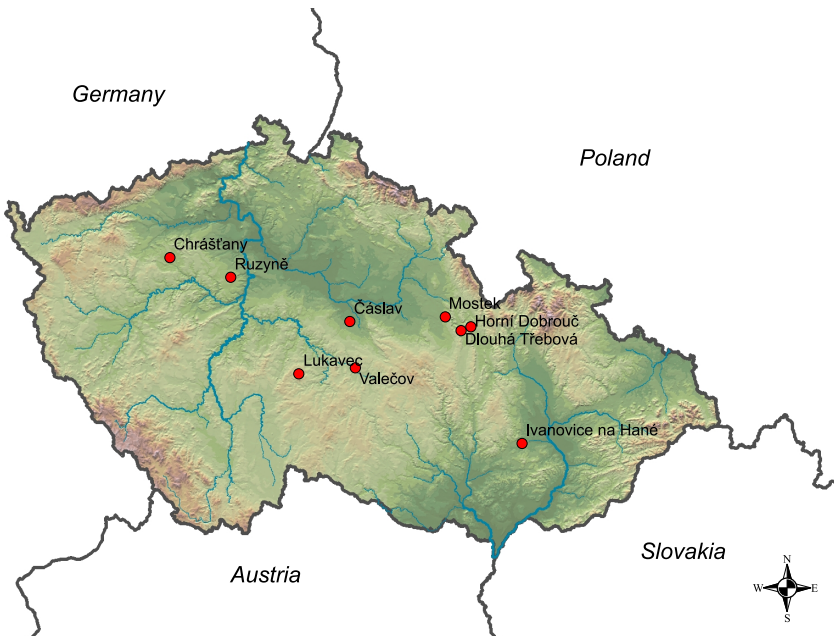 Germany
Poland
Chrášťany
Ruzyně
Čáslav
Mostek
Horní Dobrouč
Dlouhá Třebová
Lukavec
Valečov
Ivanovice na Hané
Slovakia
Austria
N
W
E
S